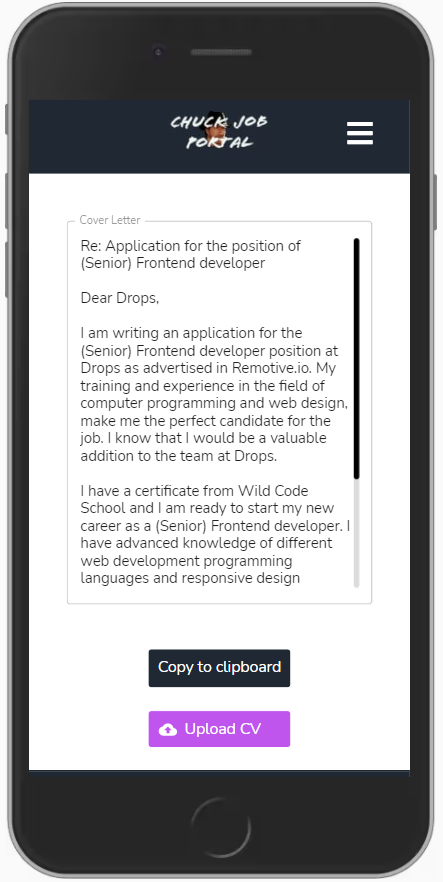 CHUCK JOB
PORTAL
Cover Letter
Re: Application for the position of
(Senior) Frontend developer
Dear Drops,
I am writing an application for the
(Senior) Frontend developer position at
Drops as advertised in Remotive.io. My
training and experience in the field of
computer programming and web design,
make me the perfect candidate for the
job. I know that I would be a valuable
addition to the team at Drops.
I have a certificate from Wild Code
School and I am ready to start my new
career as a (Senior) Frontend developer. I
have advanced knowledge of different
web development programming
languages and responsive design
Copy to clipboard
Upload CV